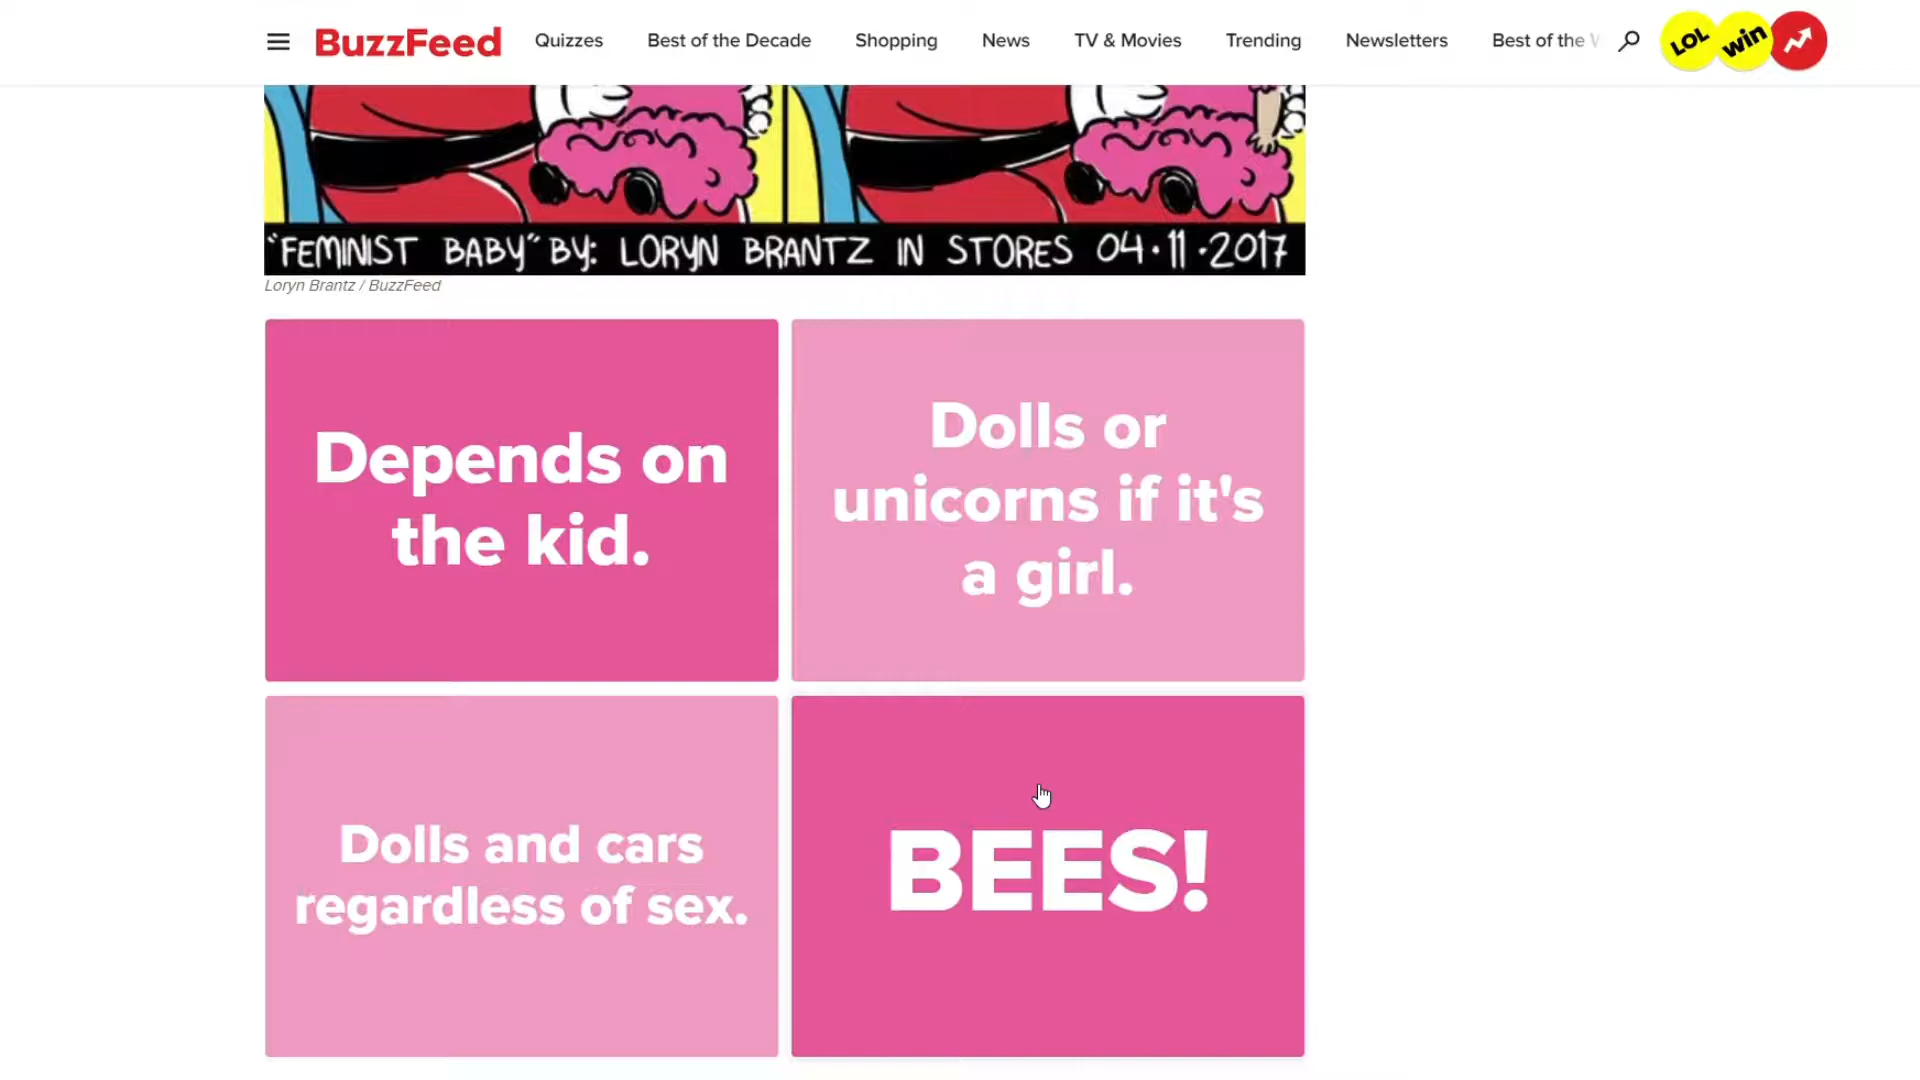 BuzzFeed Quizzes Best of the Decade Shopping News TV & Movies Trending Newsletters Best of the LOL win
"FEMINIST BABY" BY: LORYN BRANTZ IN STORES 04·11·2017
Loryn Brantz / BuzzFeed
Depends on
the kid.
Dolls or
unicorns if it's
a girl.
Dolls and cars
regardless of sex.
BEES!